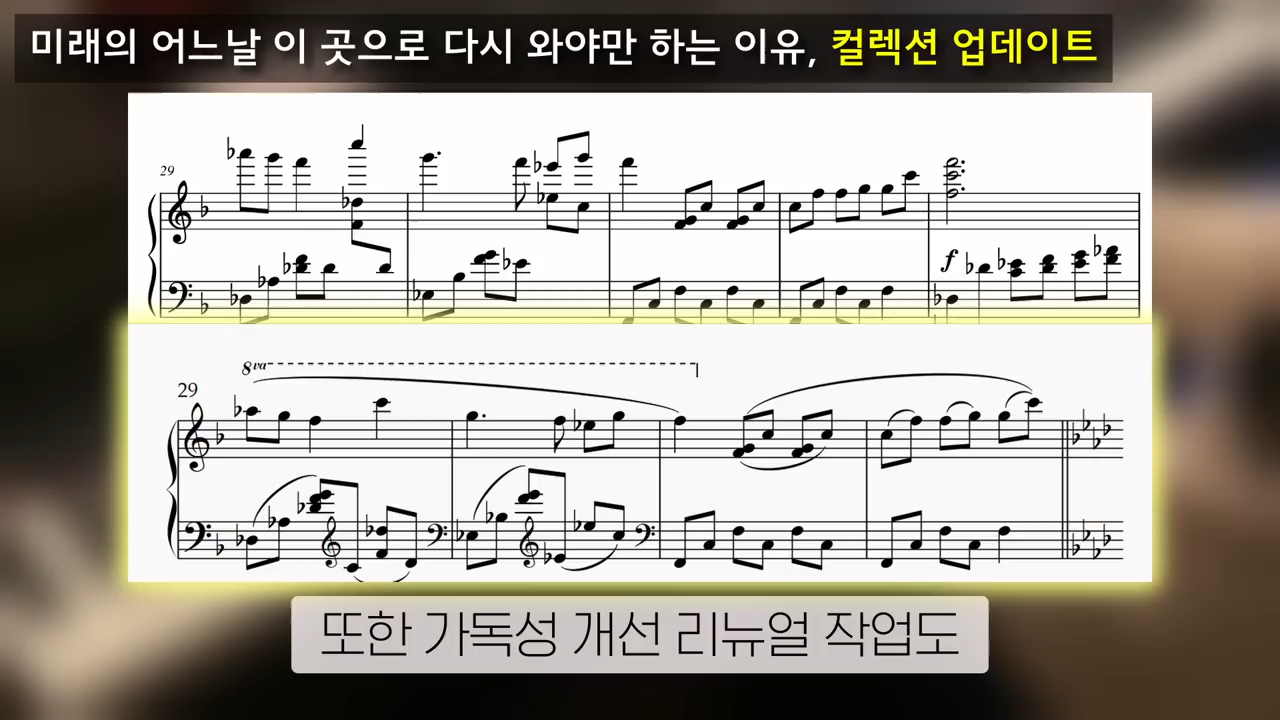 미래의 어느날 이 곳으로 다시 와야만 하는 이유, 컬렉션 업데이트
29
f
8va
29
또한 가독성 개선 리뉴얼 작업도